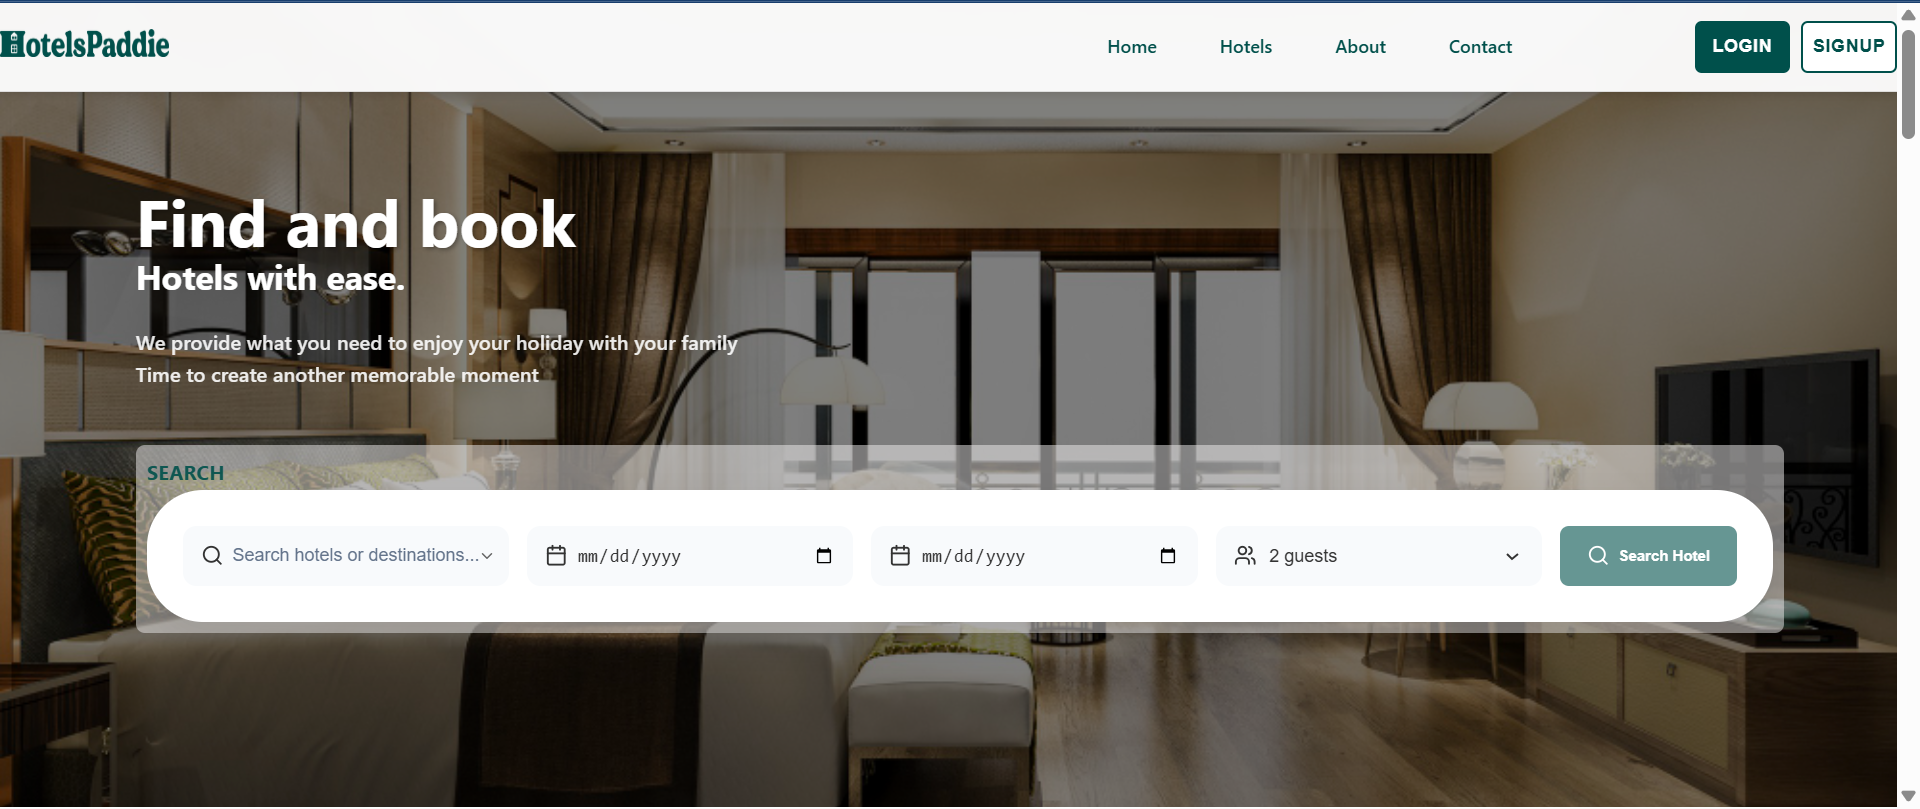 HotelsPaddie
Home Hotels About Contact
LOGIN SIGNUP
Find and book
Hotels with ease.
We provide what you need to enjoy your holiday with your family
Time to create another memorable moment
SEARCH
Search hotels or destinations... mm/dd/yyyy mm/dd/yyyy 2 guests Search Hotel